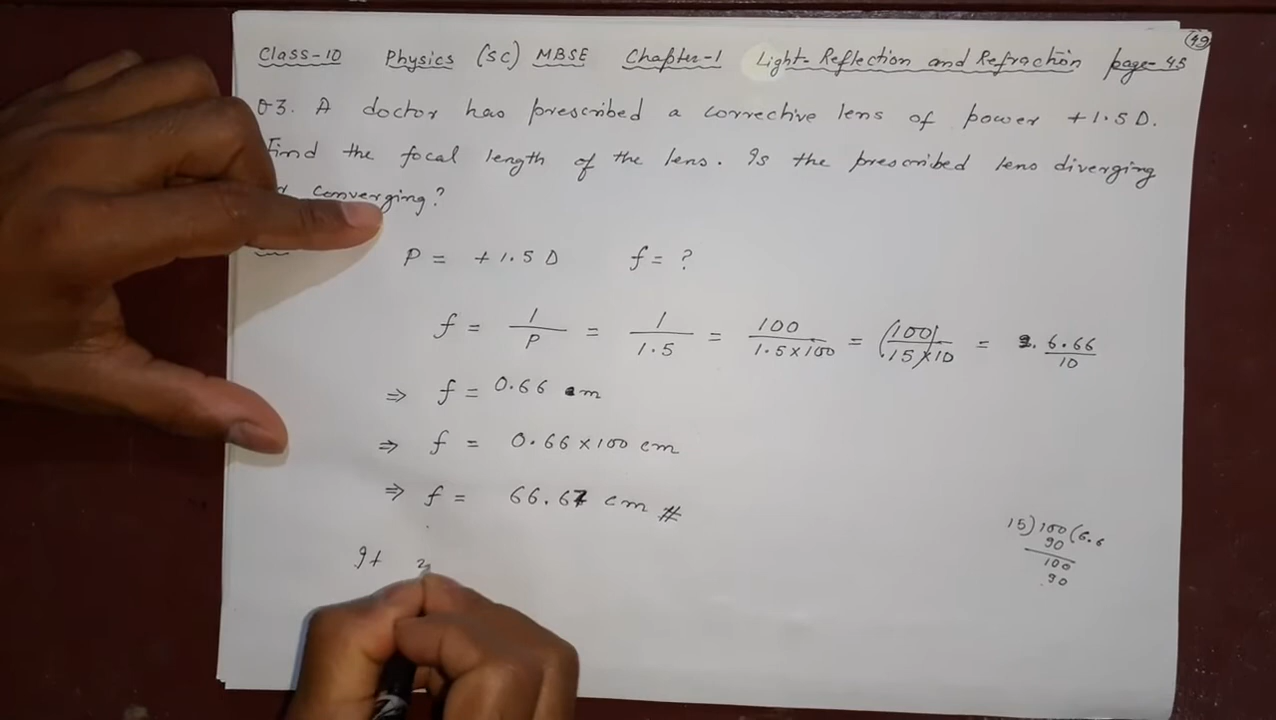 49
Class-10 Physics (SC) MBSE Chapter-1 Light-Reflection and Refraction page-45
Q3. A doctor has prescribed a corrective lens of power +1.5D.
Find the focal length of the lens. Is the prescribed lens diverging
converging?
P = +1.5 D f = ?
f = 1/P = 1/1.5 = 100/1.5×100 = (100/15×10) = 6.66/10
⇒ f = 0.66 m
⇒ f = 0.66 × 100 cm
⇒ f = 66.67 cm #
It
15)100(6.6
90
100
90